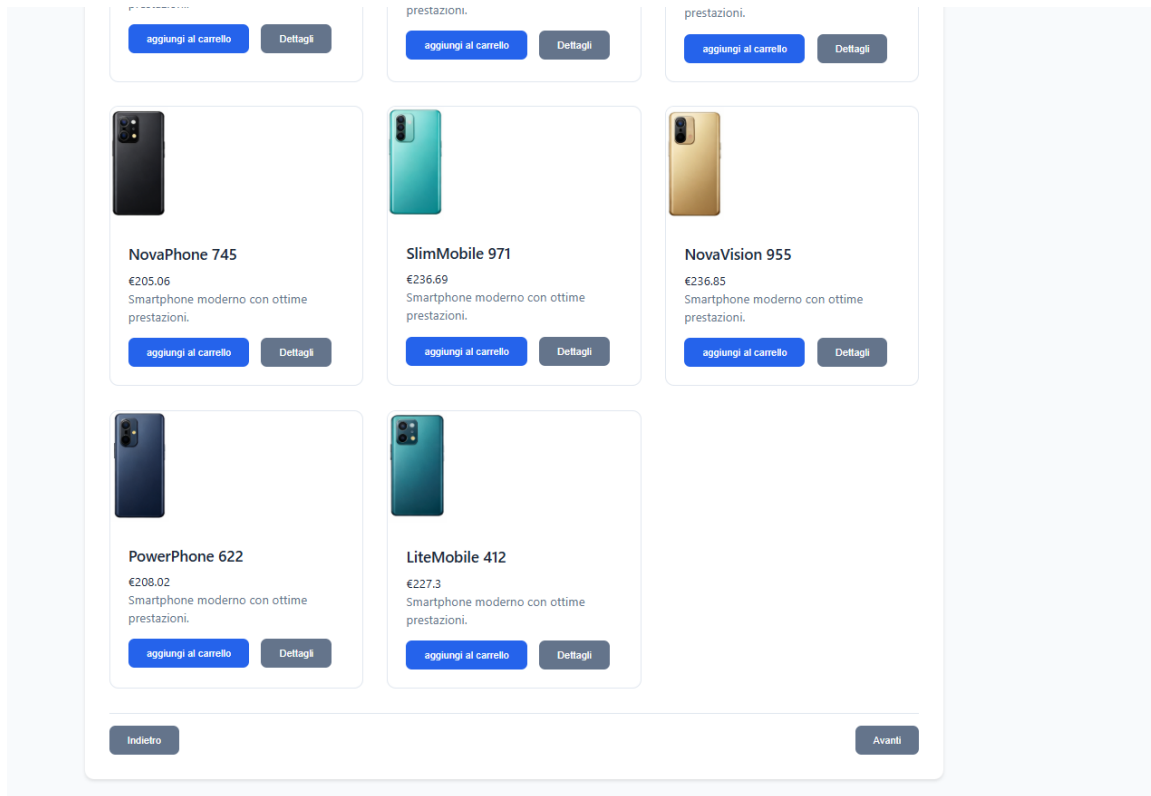 prestazioni.
prestazioni.
aggiungi al carrello Dettagli
aggiungi al carrello Dettagli
aggiungi al carrello Dettagli
NovaPhone 745
€205.06
Smartphone moderno con ottime
prestazioni.
aggiungi al carrello Dettagli
SlimMobile 971
€236.69
Smartphone moderno con ottime
prestazioni.
aggiungi al carrello Dettagli
NovaVision 955
€236.85
Smartphone moderno con ottime
prestazioni.
aggiungi al carrello Dettagli
PowerPhone 622
€208.02
Smartphone moderno con ottime
prestazioni.
aggiungi al carrello Dettagli
LiteMobile 412
€227.3
Smartphone moderno con ottime
prestazioni.
aggiungi al carrello Dettagli
Indietro Avanti